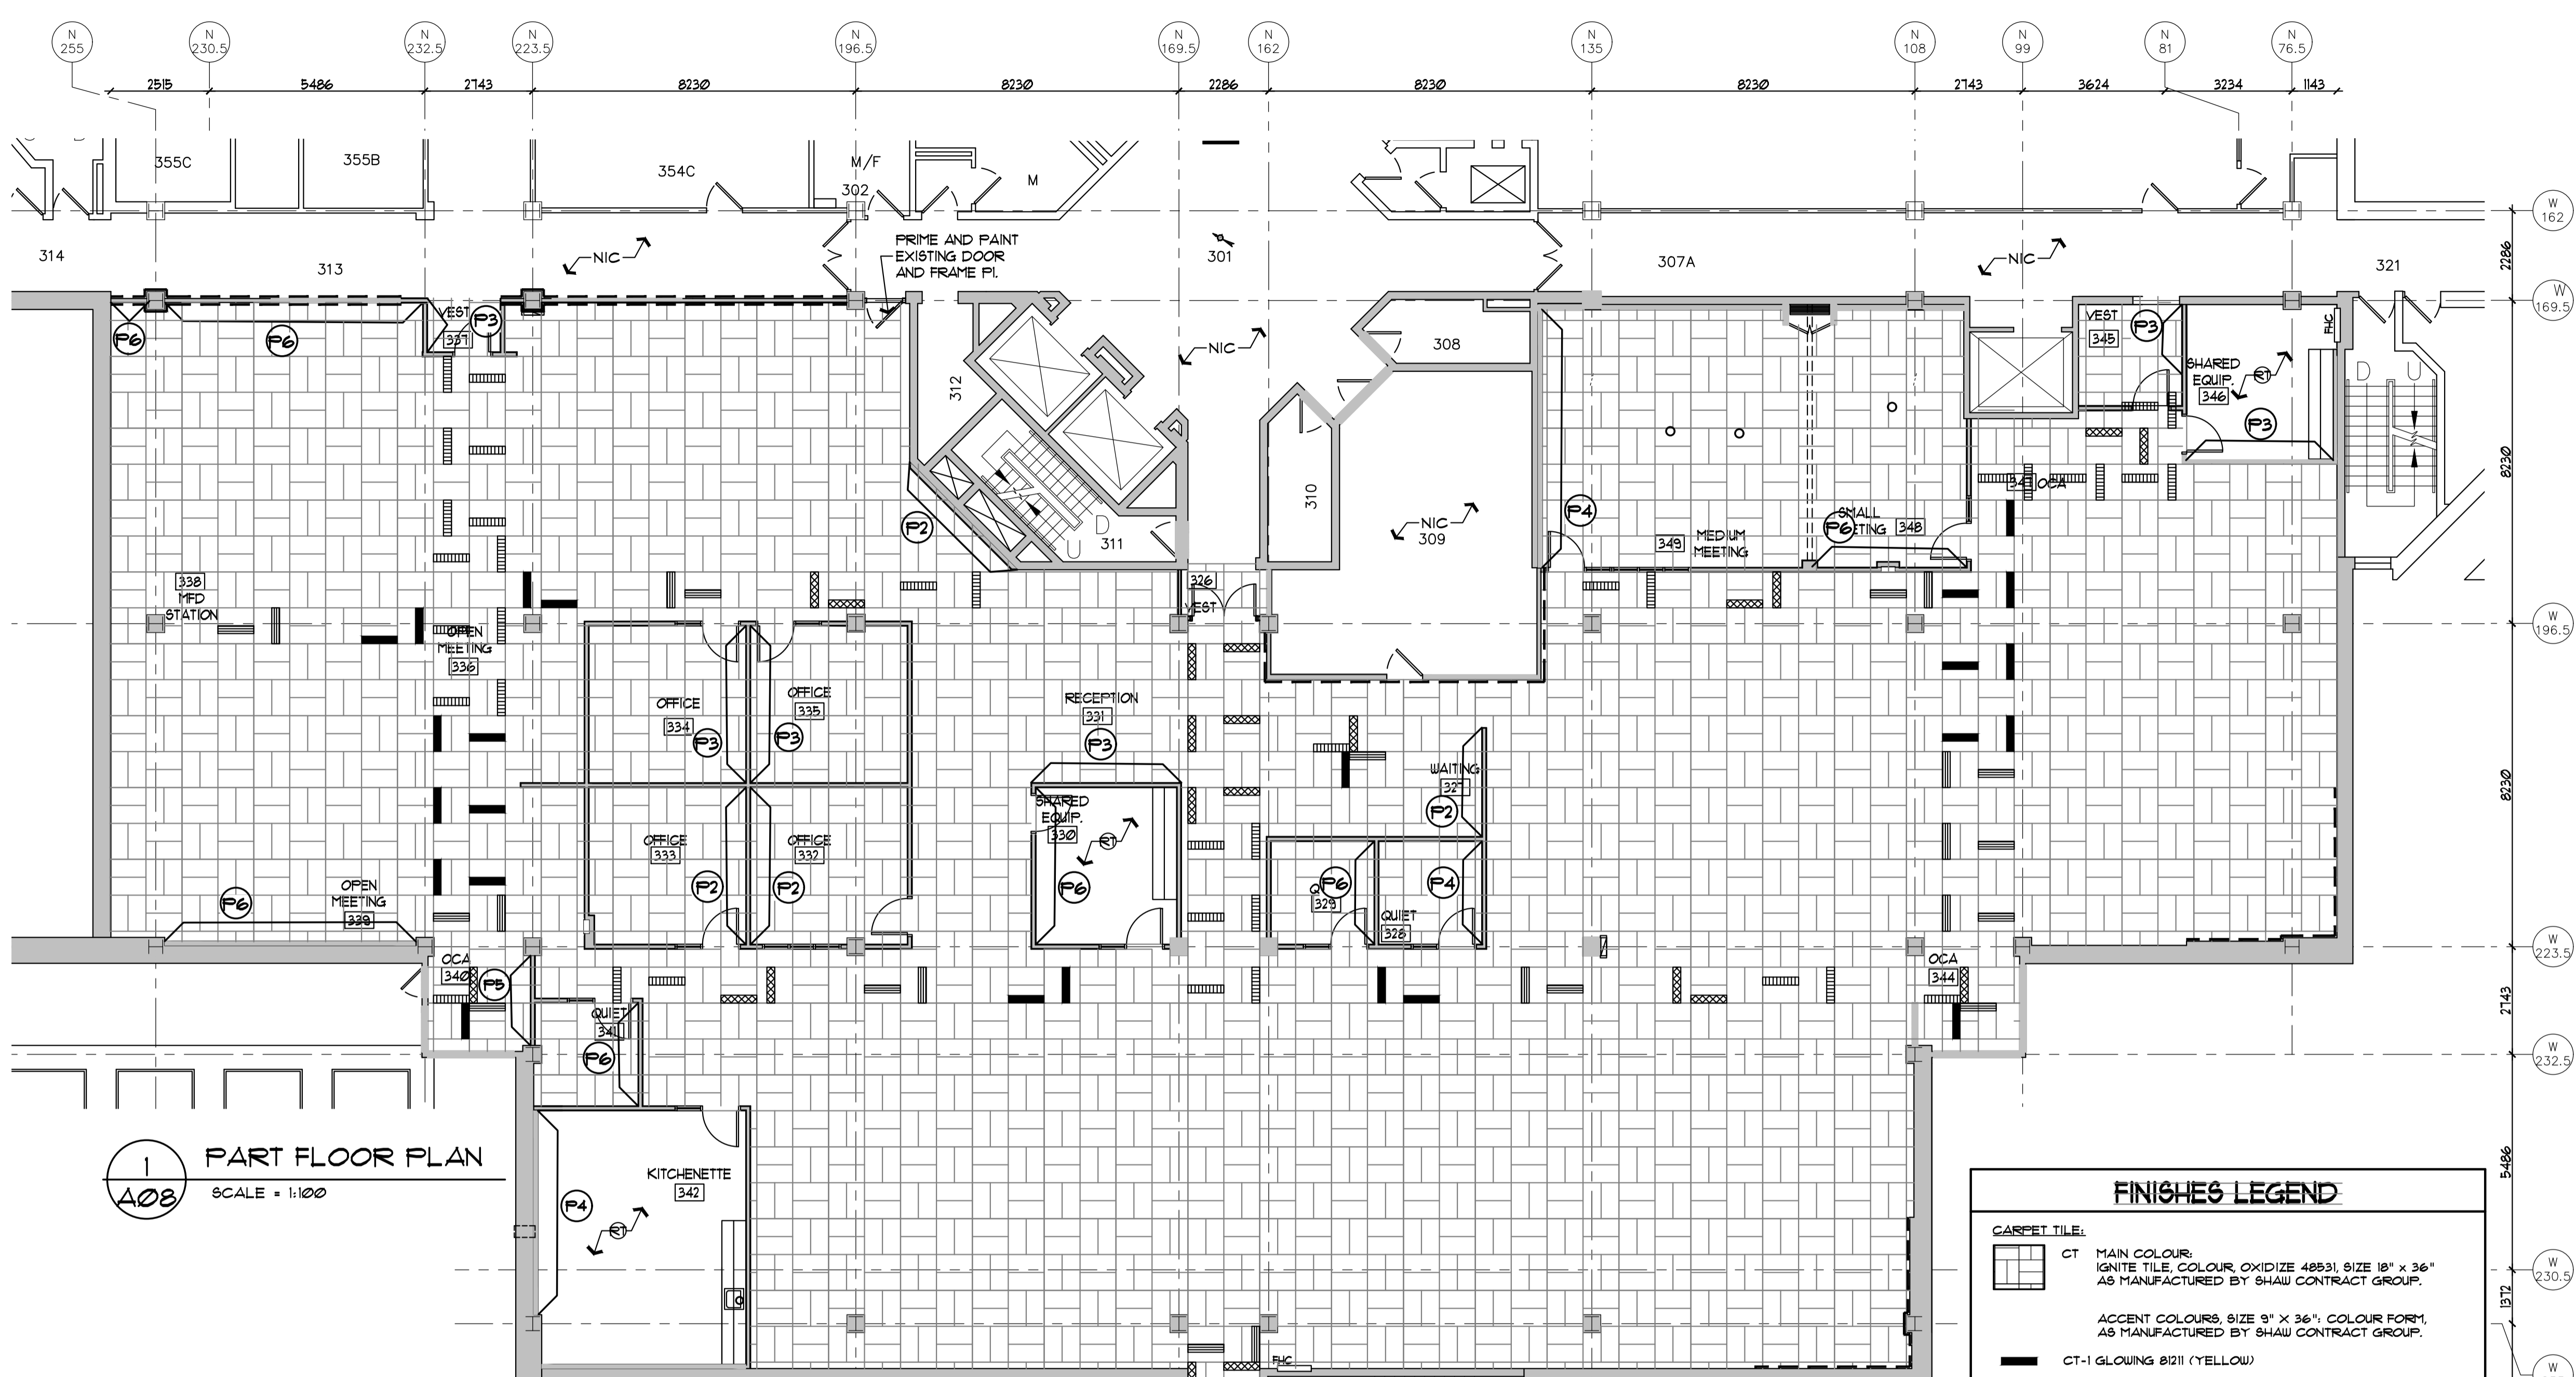 N 255
N 230.5
N 232.5
N 223.5
N 196.5
N 169.5
N 162
N 135
N 108
N 99
N 81
N 76.5
2515
5486
2743
8230
8230
2286
8230
8230
2743
3624
3234
1143
355C
355B
354C
M/F
302
M
W 162
314
313
NIC
PRIME AND PAINT
EXISTING DOOR
AND FRAME P1.
301
307A
NIC
321
2286
W 169.5
P6
P6
VEST
337
P3
312
NIC
308
VEST
345
P3
SHARED
EQUIP.
346
RT
FHC
P3
D U
8230
P2
D
U
311
310
NIC
309
P4
349
MEDIUM
MEETING
SMALL
P6
348
347 OCA
338
MFD
STATION
OPEN
MEETING
336
326
VEST
W 196.5
OFFICE
334
P3
OFFICE
335
P3
RECEPTION
331
P3
WAITING
327
P2
8230
OFFICE
333
P2
OFFICE
332
P2
SHARED
EQUIP.
330
RT
P6
P6
329
QUIET
328
P4
P6
OPEN
MEETING
339
W 223.5
OCA
340
P5
OCA
344
2743
QUIET
341
P6
W 232.5
1
A08
PART FLOOR PLAN
SCALE = 1:100
KITCHENETTE
342
P4
RT
5486
W 230.5
1372
FHC
W
FINISHES LEGEND
CARPET TILE:
CT MAIN COLOUR:
IGNITE TILE, COLOUR, OXIDIZE 48531, SIZE 18" x 36"
AS MANUFACTURED BY SHAW CONTRACT GROUP.
ACCENT COLOURS, SIZE 9" X 36": COLOUR FORM,
AS MANUFACTURED BY SHAW CONTRACT GROUP.
CT-1 GLOWING 81211 (YELLOW)